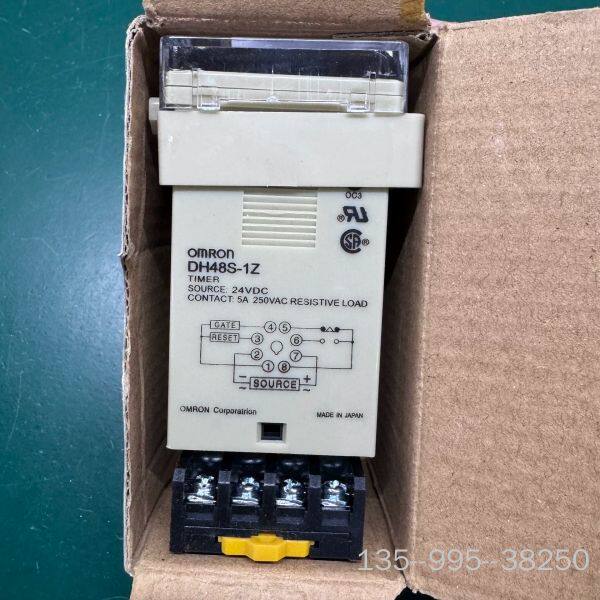 OC3
omron
DH48S-1Z
TIMER
SOURCE: 24VDC
CONTACT: 5A 250VAC RESISTIVE LOAD
GATE 4 5
RESET 3 6
2 7
1 8
− SOURCE +
OMRON Corporatrion MADE IN JAPAN
135--995--38250